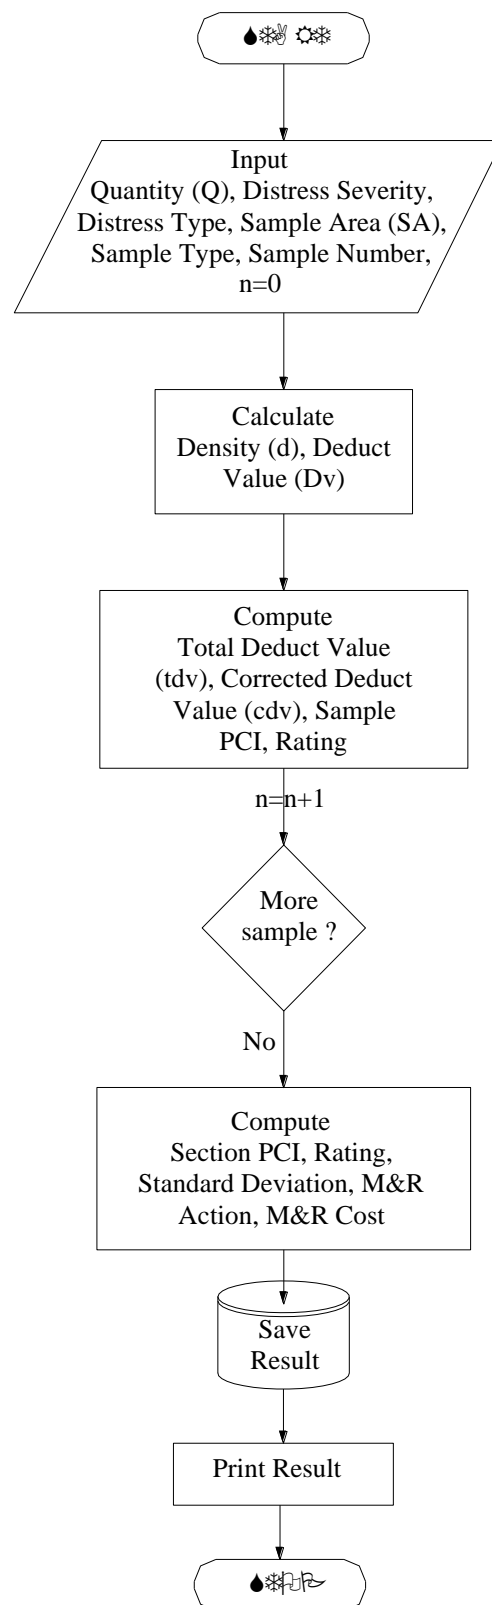 Input
Quantity (Q), Distress Severity,
Distress Type, Sample Area (SA),
Sample Type, Sample Number,
n=0
Calculate
Density (d), Deduct
Value (Dv)
Compute
Total Deduct Value
(tdv), Corrected Deduct
Value (cdv), Sample
PCI, Rating
n=n+1
More
sample ?
No
Compute
Section PCI, Rating,
Standard Deviation, M&R
Action, M&R Cost
Save
Result
Print Result